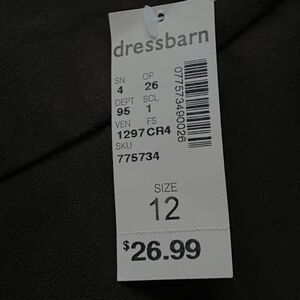 dressbarn
SN OP
4 26
DEPT SCL
95 1
VEN FS
1297 CR4
SKU
775734
077573490026
SIZE
12
$26.99